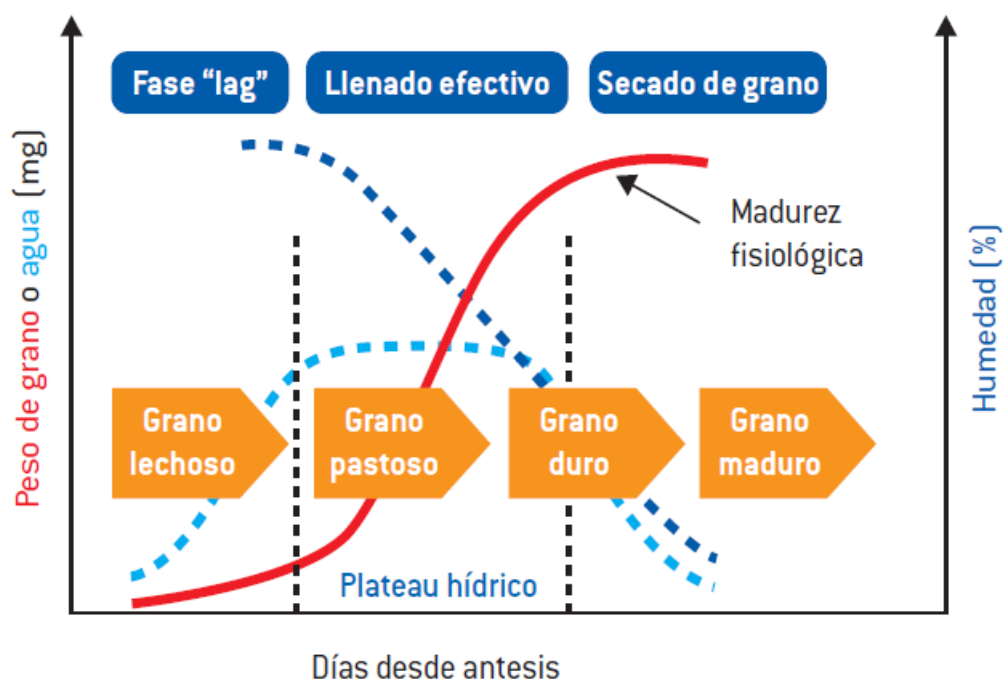 Fase “lag”
Llenado efectivo
Secado de grano
Peso de grano o agua (mg)
Humedad (%)
Madurez
fisiológica
Grano
lechoso
Grano
pastoso
Grano
duro
Grano
maduro
Plateau hídrico
Días desde antesis